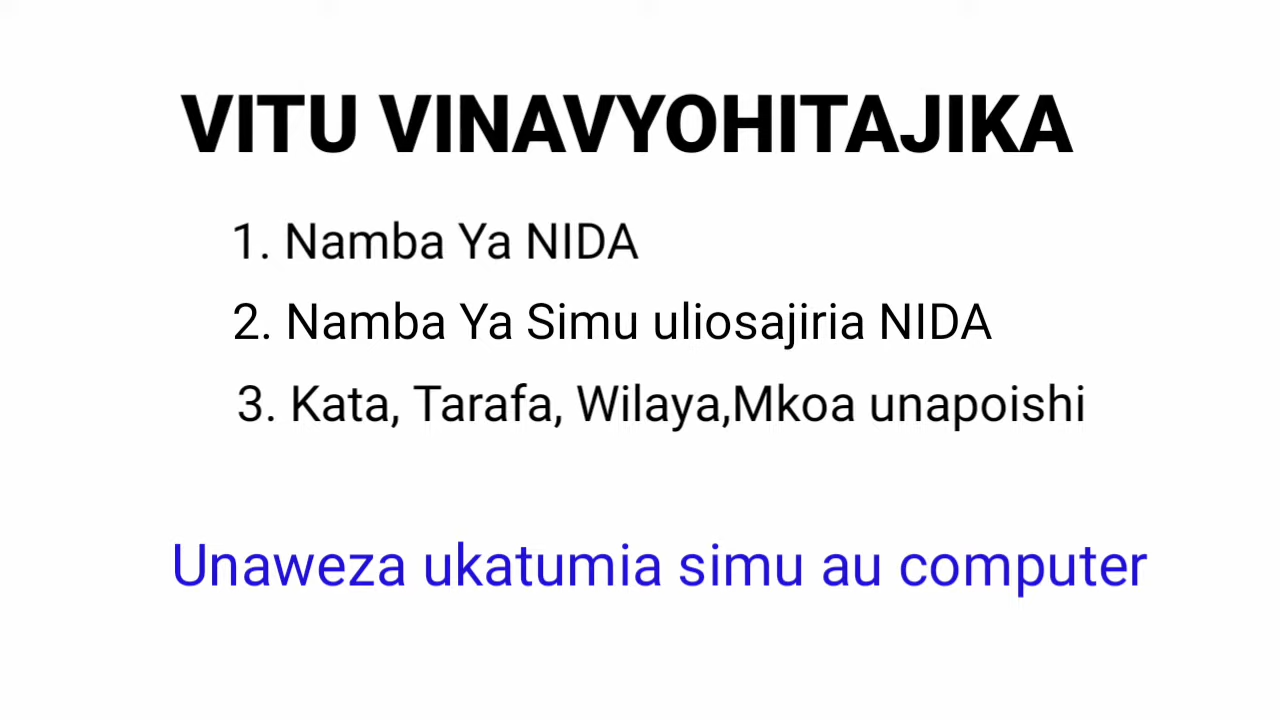 VITU VINAVYOHITAJIKA
1. Namba Ya NIDA
2. Namba Ya Simu uliosajiria NIDA
3. Kata, Tarafa, Wilaya,Mkoa unapoishi
Unaweza ukatumia simu au computer